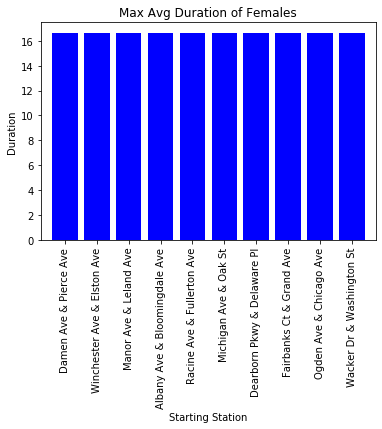 Max Avg Duration of Females
Duration
16
14
12
10
8
6
4
2
0
Damen Ave & Pierce Ave
Winchester Ave & Elston Ave
Manor Ave & Leland Ave
Albany Ave & Bloomingdale Ave
Racine Ave & Fullerton Ave
Michigan Ave & Oak St
Dearborn Pkwy & Delaware Pl
Fairbanks Ct & Grand Ave
Ogden Ave & Chicago Ave
Wacker Dr & Washington St
Starting Station